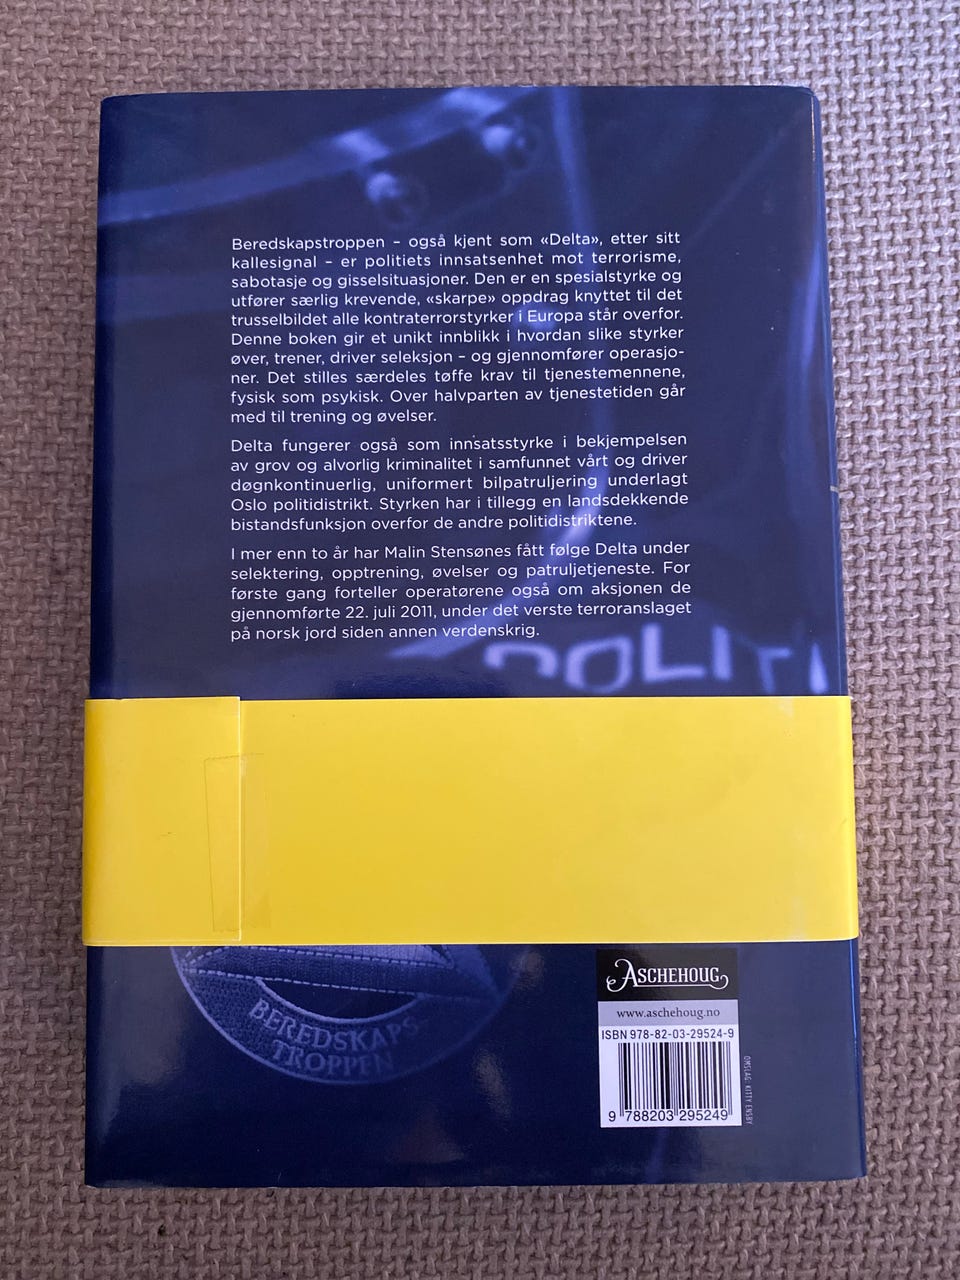 Beredskapstroppen – også kjent som «Delta», etter sitt
kallesignal – er politiets innsatsenhet mot terrorisme,
sabotasje og gisselsituasjoner. Den er en spesialstyrke og
utfører særlig krevende, «skarpe» oppdrag knyttet til det
trusselbildet alle kontraterrorstyrker i Europa står overfor.
Denne boken gir et unikt innblikk i hvordan slike styrker
øver, trener, driver seleksjon – og gjennomfører operasjo-
ner. Det stilles særdeles tøffe krav til tjenestemennene,
fysisk som psykisk. Over halvparten av tjenestetiden går
med til trening og øvelser.
Delta fungerer også som innsatsstyrke i bekjempelsen
av grov og alvorlig kriminalitet i samfunnet vårt og driver
døgnkontinuerlig, uniformert bilpatruljering underlagt
Oslo politidistrikt. Styrken har i tillegg en landsdekkende
bistandsfunksjon overfor de andre politidistriktene.
I mer enn to år har Malin Stensønes fått følge Delta under
selektering, opptrening, øvelser og patruljetjeneste. For
første gang forteller operatørene også om aksjonen de
gjennomførte 22. juli 2011, under det verste terroranslaget
på norsk jord siden annen verdenskrig.
POLITI
BEREDSKAPS
TROPPEN
ASCHEHOUG
www.aschehoug.no
ISBN 978-82-03-29524-9
9 788203 295249
OMSLAG: KITTY ENSBY